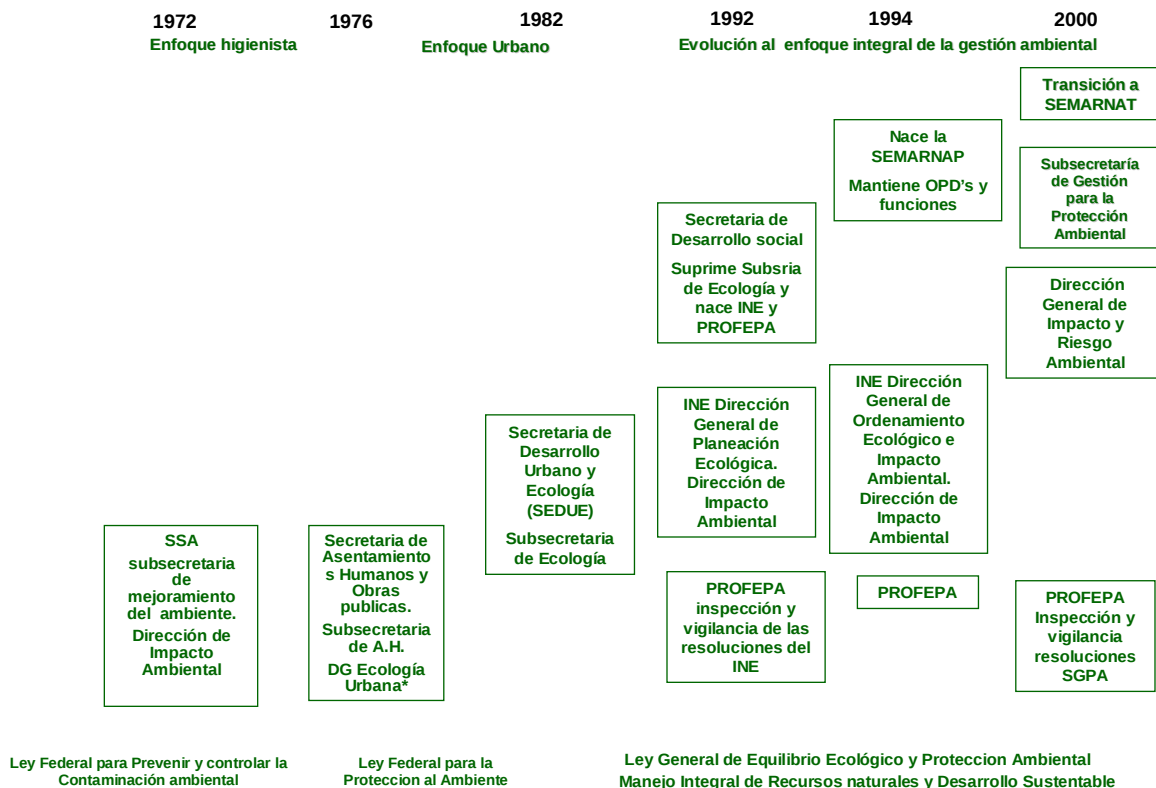 1972
1976
1982
1992
1994
2000
Enfoque higienista
Enfoque Urbano
Evolución al  enfoque integral de la gestión ambiental
SSA
subsecretaria
de
mejoramiento
del  ambiente.
Dirección de
Impacto
Ambiental
Secretaria de
Asentamiento
s Humanos y
Obras
publicas.
Subsecretaria
de A.H.
DG Ecología
Urbana*
Secretaria de
Desarrollo
Urbano y
Ecología
(SEDUE)
Subsecretaria
de Ecología
Secretaria de
Desarrollo social
Suprime Subsria
de Ecología y
nace INE y
PROFEPA
INE Dirección
General de
Planeación
Ecológica.
Dirección de
Impacto
Ambiental
PROFEPA
inspección y
vigilancia de las
resoluciones del
INE
Nace la
SEMARNAP
Mantiene OPD's y
funciones
INE Dirección
General de
Ordenamiento
Ecológico e
Impacto
Ambiental.
Dirección de
Impacto
Ambiental
PROFEPA
Transición a
SEMARNAT
Subsecretaría
de Gestión
para la
Protección
Ambiental
Dirección
General de
Impacto y
Riesgo
Ambiental
PROFEPA
Inspección y
vigilancia
resoluciones
SGPA
Ley Federal para Prevenir y controlar la
Contaminación ambiental
Ley Federal para la
Proteccion al Ambiente
Ley General de Equilibrio Ecológico y Proteccion Ambiental
Manejo Integral de Recursos naturales y Desarrollo Sustentable